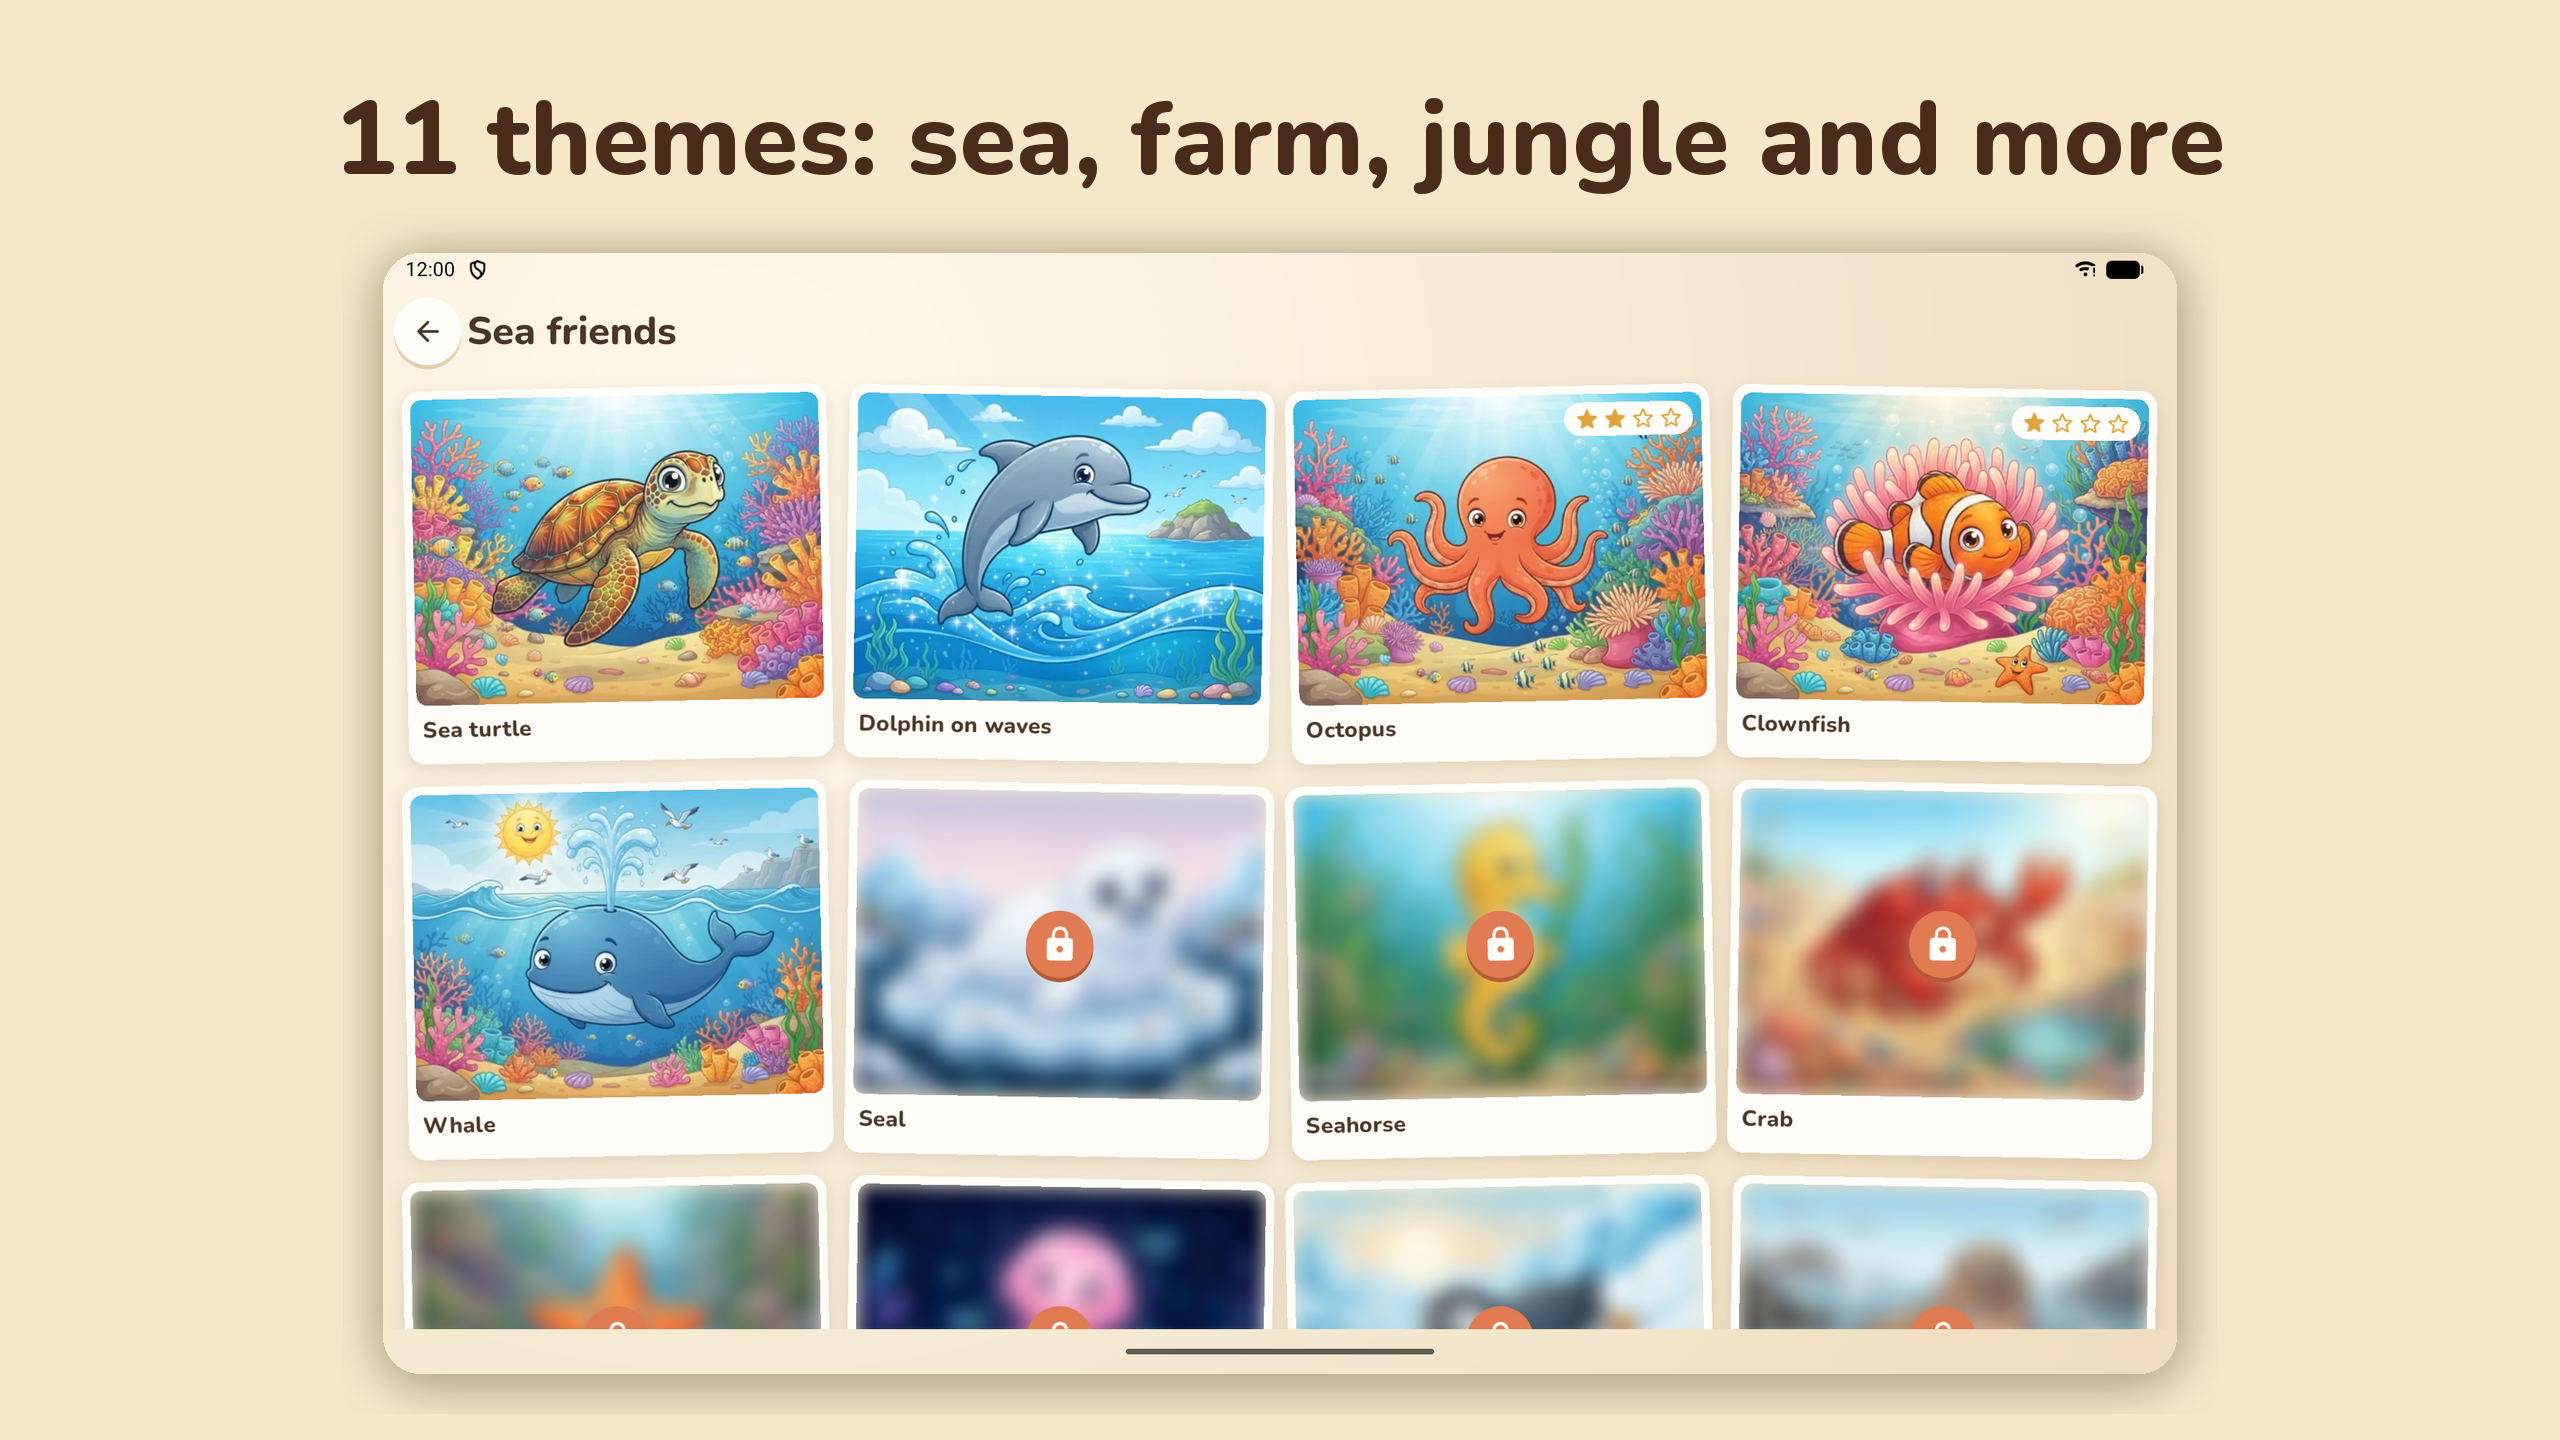 11 themes: sea, farm, jungle and more
12:00
Sea friends
Sea turtle
Dolphin on waves
Octopus
Clownfish
Whale
Seal
Seahorse
Crab